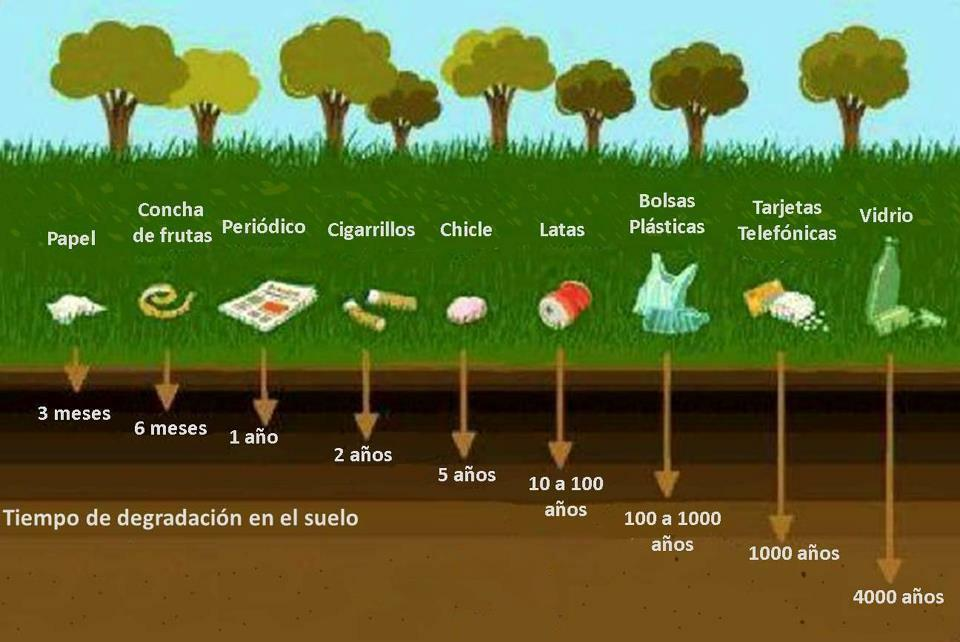 Papel
Concha
de frutas
Periódico
Cigarrillos
Chicle
Latas
Bolsas
Plásticas
Tarjetas
Telefónicas
Vidrio
3 meses
6 meses
1 año
2 años
5 años
10 a 100
años
100 a 1000
años
1000 años
4000 años
Tiempo de degradación en el suelo